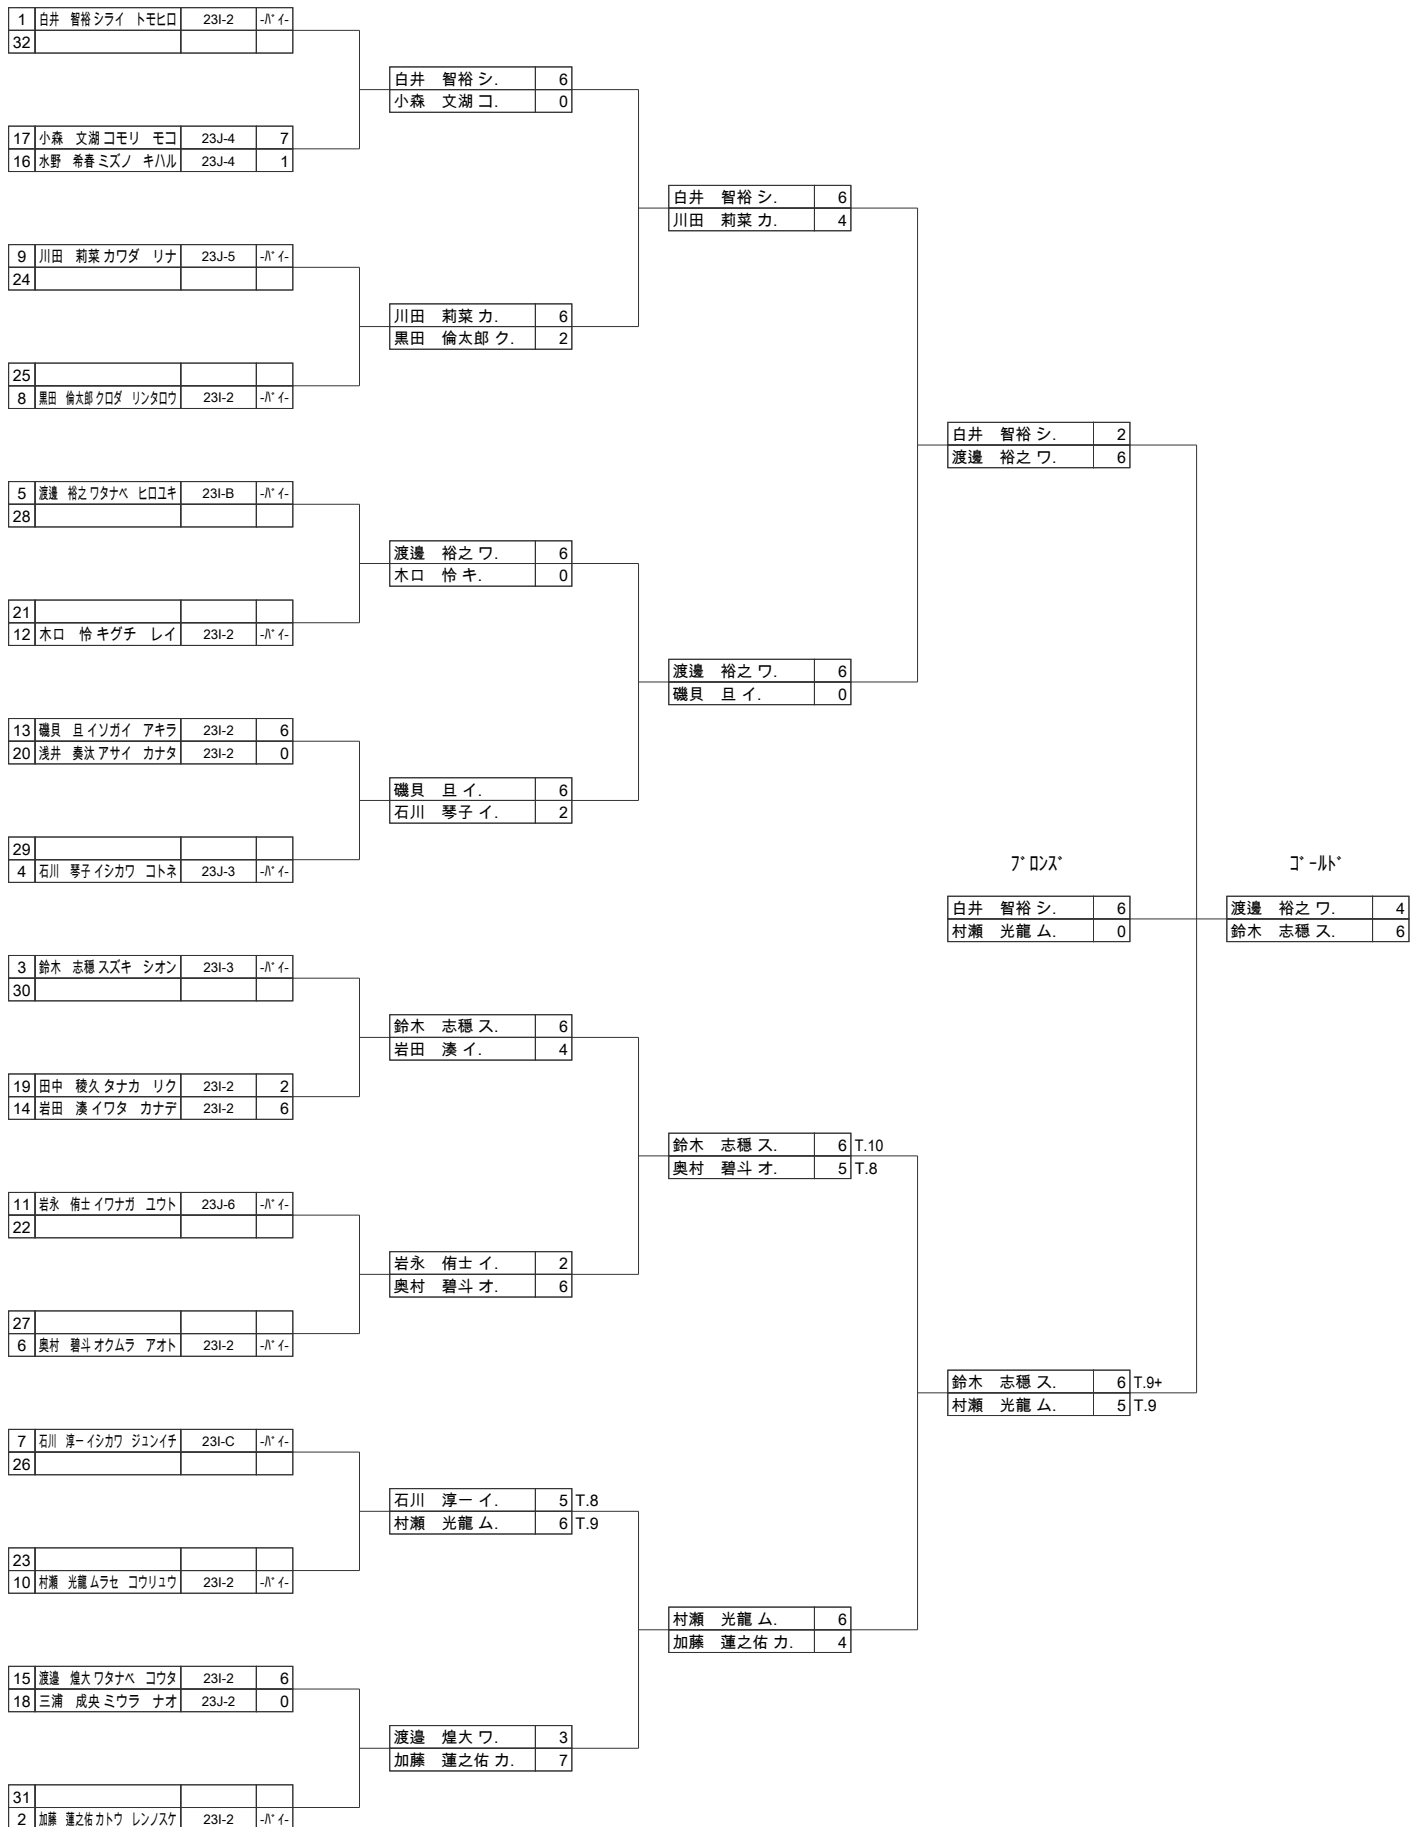 1 白井 智裕 シライ トモヒロ 23I-2 -ﾊﾞｲ-
32
白井 智裕 シ. 6
小森 文湖 コ. 0
17 小森 文湖 コモリ モコ 23J-4 7
16 水野 希春 ミズノ キハル 23J-4 1
白井 智裕 シ. 6
川田 莉菜 カ. 4
9 川田 莉菜 カワダ リナ 23J-5 -ﾊﾞｲ-
24
川田 莉菜 カ. 6
黒田 倫太郎 ク. 2
25
8 黒田 倫太郎 クロダ リンタロウ 23I-2 -ﾊﾞｲ-
白井 智裕 シ. 2
渡邊 裕之 ワ. 6
5 渡邊 裕之 ワタナベ ヒロユキ 23I-B -ﾊﾞｲ-
28
渡邊 裕之 ワ. 6
木口 怜 キ. 0
21
12 木口 怜 キグチ レイ 23I-2 -ﾊﾞｲ-
渡邊 裕之 ワ. 6
磯貝 旦 イ. 0
13 磯貝 旦 イソガイ アキラ 23I-2 6
20 浅井 奏汰 アサイ カナタ 23I-2 0
磯貝 旦 イ. 6
石川 琴子 イ. 2
29
4 石川 琴子 イシカワ コトネ 23J-3 -ﾊﾞｲ-
ﾌﾞﾛﾝｽﾞ ｺﾞｰﾙﾄﾞ
白井 智裕 シ. 6
村瀬 光龍 ム. 0
渡邊 裕之 ワ. 4
鈴木 志穏 ス. 6
3 鈴木 志穏 スズキ シオン 23I-3 -ﾊﾞｲ-
30
鈴木 志穏 ス. 6
岩田 湊 イ. 4
19 田中 稜久 タナカ リク 23I-2 2
14 岩田 湊 イワタ カナデ 23I-2 6
鈴木 志穏 ス. 6 T.10
奥村 碧斗 オ. 5 T.8
11 岩永 侑士 イワナガ ユウト 23J-6 -ﾊﾞｲ-
22
岩永 侑士 イ. 2
奥村 碧斗 オ. 6
27
6 奥村 碧斗 オクムラ アオト 23I-2 -ﾊﾞｲ-
鈴木 志穏 ス. 6 T.9+
村瀬 光龍 ム. 5 T.9
7 石川 淳一 イシカワ ジュンイチ 23I-C -ﾊﾞｲ-
26
石川 淳一 イ. 5 T.8
村瀬 光龍 ム. 6 T.9
23
10 村瀬 光龍 ムラセ コウリュウ 23I-2 -ﾊﾞｲ-
村瀬 光龍 ム. 6
加藤 蓮之佑 カ. 4
15 渡邉 煌大 ワタナベ コウタ 23I-2 6
18 三浦 成央 ミウラ ナオ 23J-2 0
渡邉 煌大 ワ. 3
加藤 蓮之佑 カ. 7
31
2 加藤 蓮之佑 カトウ レンノスケ 23I-2 -ﾊﾞｲ-